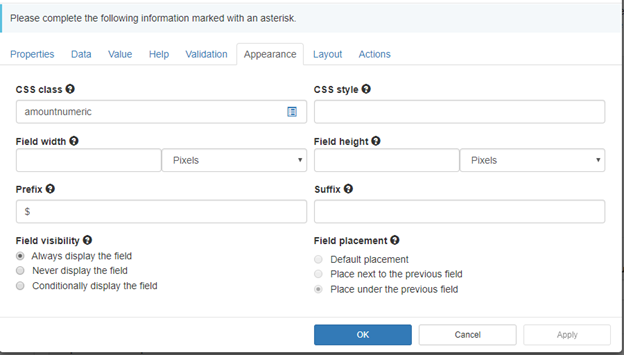 Please complete the following information marked with an asterisk.
Properties Data Value Help Validation Appearance Layout Actions
CSS class ? CSS style ?
amountnumeric
Field width ? Field height ?
Pixels Pixels
Prefix ? Suffix ?
$
Field visibility ? Field placement ?
Always display the field Default placement
Never display the field Place next to the previous field
Conditionally display the field Place under the previous field
OK Cancel Apply